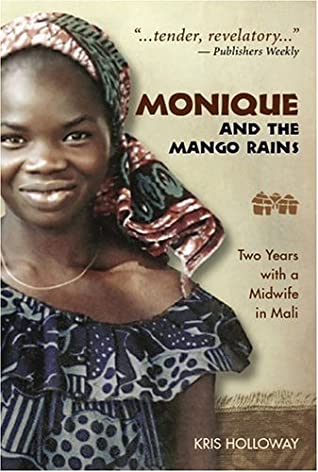 “...tender, revelatory...”
— Publishers Weekly
MONIQUE
AND THE
MANGO RAINS
Two Years
with a
Midwife
in Mali
KRIS HOLLOWAY